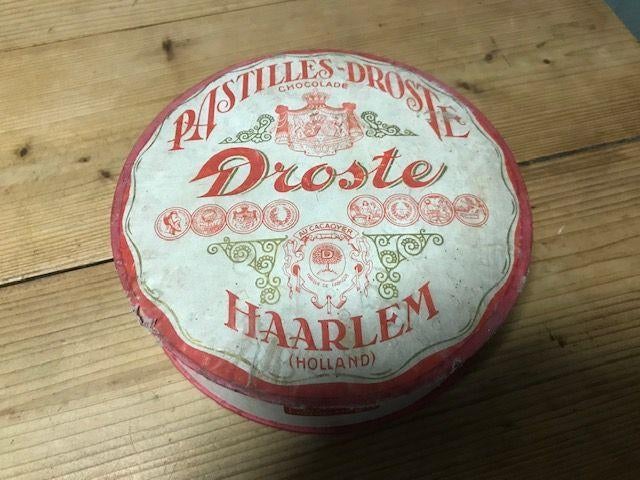 PASTILLES-DROSTE
CHOCOLADE
Droste
AU CACAOYER
D
HAARLEM
(HOLLAND)